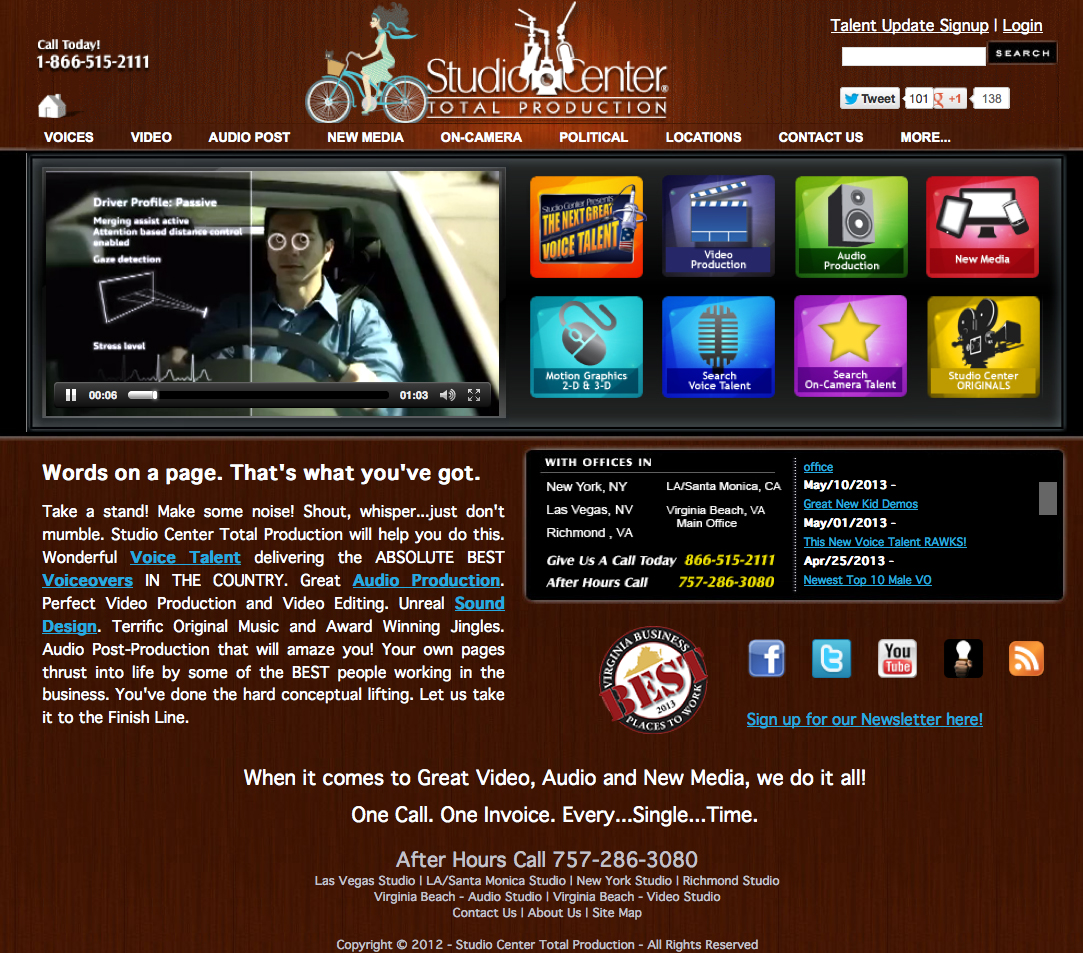 Call Today!
1-866-515-2111
Studio Center®
TOTAL PRODUCTION
Talent Update Signup | Login
SEARCH
Tweet 101 g +1 138
VOICES VIDEO AUDIO POST NEW MEDIA ON-CAMERA POLITICAL LOCATIONS CONTACT US MORE...
Driver Profile: Passive
Merging assist active
Attention based distance control
enabled
Gaze detection
Stress level
00:06 01:03
Studio Center Presents
THE NEXT GREAT
VOICE TALENT
Video
Production
Audio
Production
New Media
Motion Graphics
2-D & 3-D
Search
Voice Talent
Search
On-Camera Talent
Studio Center
ORIGINALS
Words on a page. That's what you've got.
Take a stand! Make some noise! Shout, whisper...just don't
mumble. Studio Center Total Production will help you do this.
Wonderful Voice Talent delivering the ABSOLUTE BEST
Voiceovers IN THE COUNTRY. Great Audio Production.
Perfect Video Production and Video Editing. Unreal Sound
Design. Terrific Original Music and Award Winning Jingles.
Audio Post-Production that will amaze you! Your own pages
thrust into life by some of the BEST people working in the
business. You've done the hard conceptual lifting. Let us take
it to the Finish Line.
WITH OFFICES IN
New York, NY LA/Santa Monica, CA
Las Vegas, NV Virginia Beach, VA
Main Office
Richmond , VA
Give Us A Call Today 866-515-2111
After Hours Call 757-286-3080
office
May/10/2013 -
Great New Kid Demos
May/01/2013 -
This New Voice Talent RAWKS!
Apr/25/2013 -
Newest Top 10 Male VO
VIRGINIA BUSINESS
BEST
2013
PLACES TO WORK
f
t
You
Tube
Sign up for our Newsletter here!
When it comes to Great Video, Audio and New Media, we do it all!
One Call. One Invoice. Every...Single...Time.
After Hours Call 757-286-3080
Las Vegas Studio | LA/Santa Monica Studio | New York Studio | Richmond Studio
Virginia Beach - Audio Studio | Virginia Beach - Video Studio
Contact Us | About Us | Site Map
Copyright © 2012 - Studio Center Total Production - All Rights Reserved